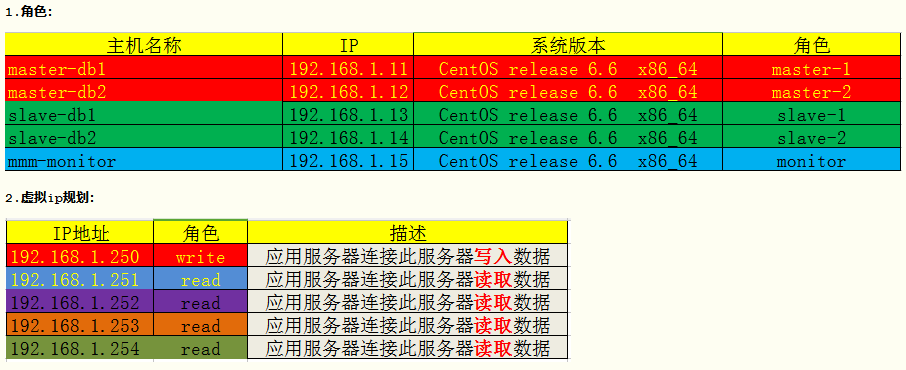 1.角色:
主机名称 IP 系统版本 角色
master-db1 192.168.1.11 CentOS release 6.6 x86_64 master-1
master-db2 192.168.1.12 CentOS release 6.6 x86_64 master-2
slave-db1 192.168.1.13 CentOS release 6.6 x86_64 slave-1
slave-db2 192.168.1.14 CentOS release 6.6 x86_64 slave-2
mmm-monitor 192.168.1.15 CentOS release 6.6 x86_64 monitor
2.虚拟ip规划:
IP地址 角色 描述
192.168.1.250 write 应用服务器连接此服务器写入数据
192.168.1.251 read 应用服务器连接此服务器读取数据
192.168.1.252 read 应用服务器连接此服务器读取数据
192.168.1.253 read 应用服务器连接此服务器读取数据
192.168.1.254 read 应用服务器连接此服务器读取数据